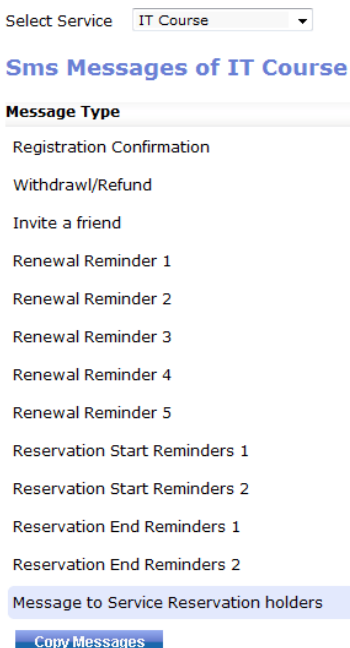 Select Service IT Course
Sms Messages of IT Course
Message Type
Registration Confirmation
Withdrawl/Refund
Invite a friend
Renewal Reminder 1
Renewal Reminder 2
Renewal Reminder 3
Renewal Reminder 4
Renewal Reminder 5
Reservation Start Reminders 1
Reservation Start Reminders 2
Reservation End Reminders 1
Reservation End Reminders 2
Message to Service Reservation holders
Copy Messages